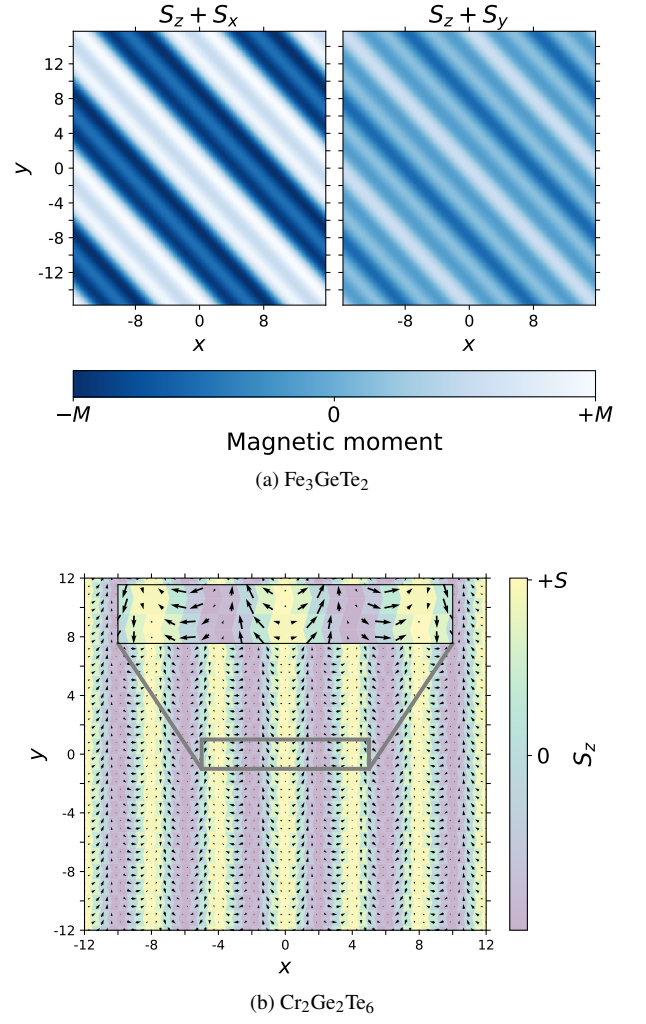 S_z + S_x S_z + S_y
12
8
4
0
-4
-8
-12
y
-8 0 8 -8 0 8
x x
−M 0 +M
Magnetic moment
(a) Fe₃GeTe₂
12
8
4
0
-4
-8
-12
y
-12 -8 -4 0 4 8 12
x
+S
0
S_z
(b) Cr₂Ge₂Te₆